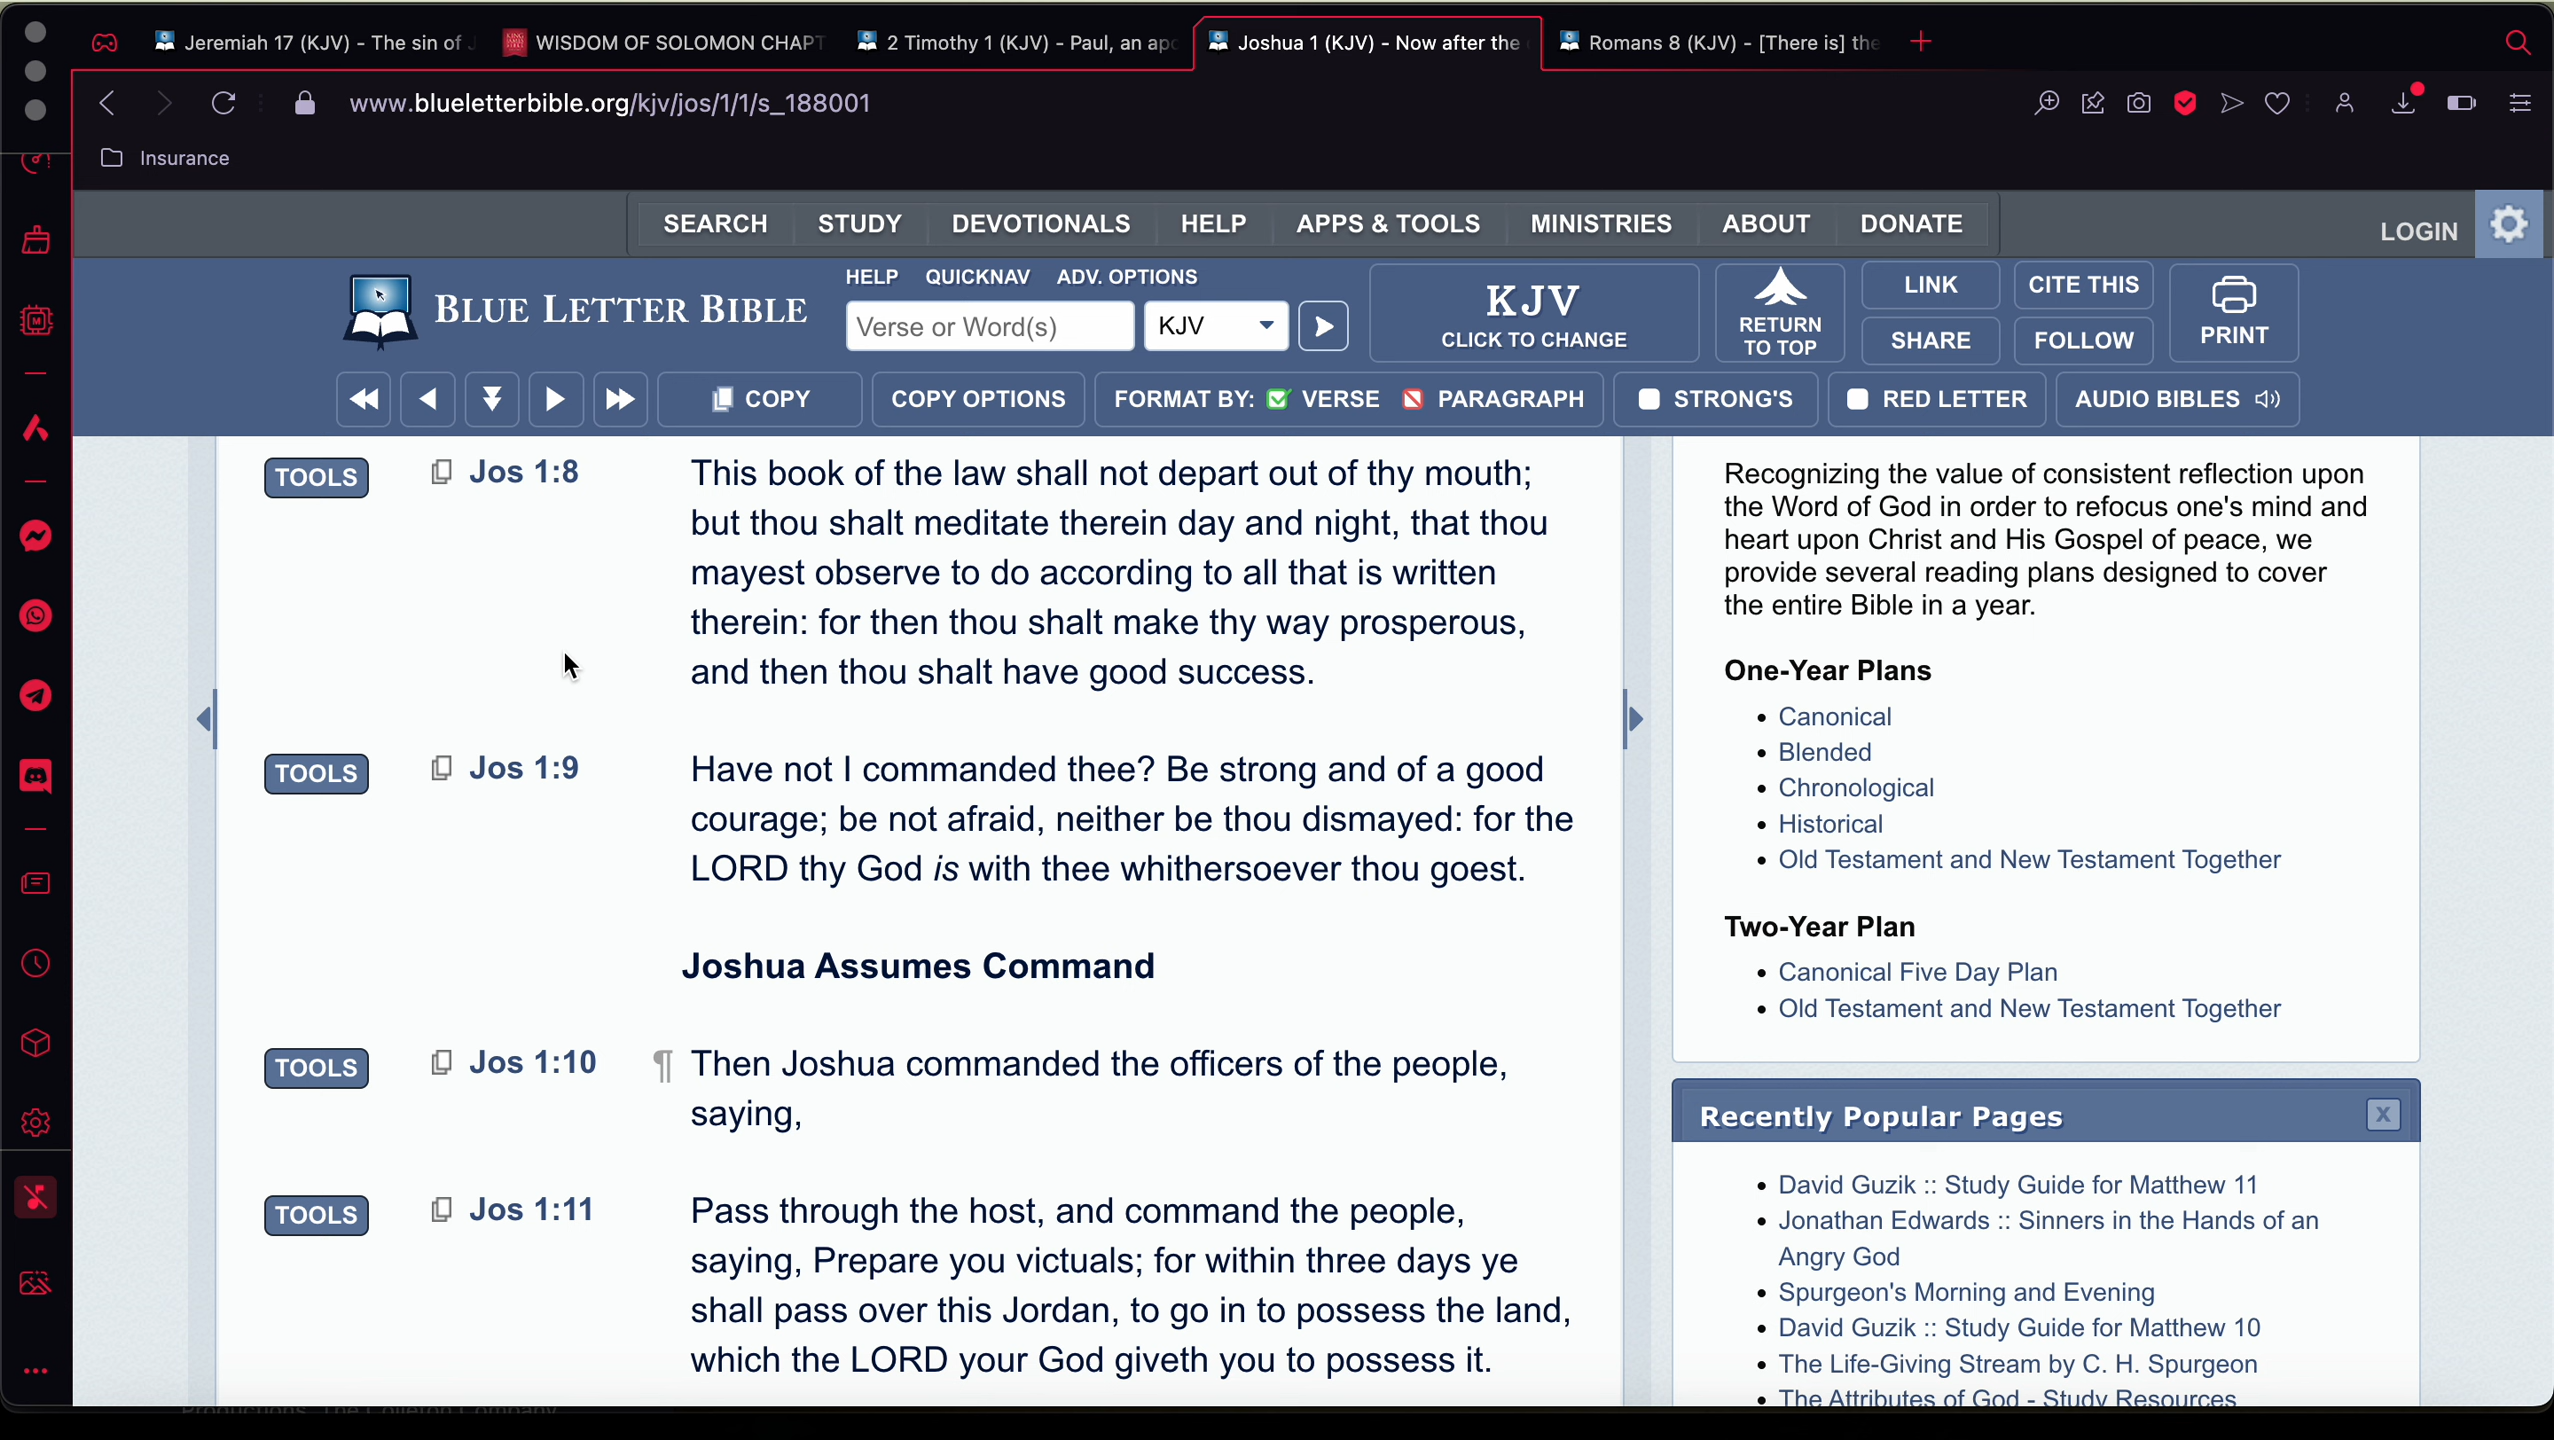 Jeremiah 17 (KJV) - The sin of J
WISDOM OF SOLOMON CHAPT
2 Timothy 1 (KJV) - Paul, an apo
Joshua 1 (KJV) - Now after the
Romans 8 (KJV) - [There is] the
www.blueletterbible.org/kjv/jos/1/1/s_188001
Insurance
SEARCH STUDY DEVOTIONALS HELP APPS & TOOLS MINISTRIES ABOUT DONATE
LOGIN
BLUE LETTER BIBLE
HELP QUICKNAV ADV. OPTIONS
Verse or Word(s)
KJV
KJV
CLICK TO CHANGE
RETURN
TO TOP
LINK
CITE THIS
SHARE
FOLLOW
PRINT
COPY
COPY OPTIONS
FORMAT BY: VERSE PARAGRAPH
STRONG'S
RED LETTER
AUDIO BIBLES
TOOLS
Jos 1:8
This book of the law shall not depart out of thy mouth;
but thou shalt meditate therein day and night, that thou
mayest observe to do according to all that is written
therein: for then thou shalt make thy way prosperous,
and then thou shalt have good success.
TOOLS
Jos 1:9
Have not I commanded thee? Be strong and of a good
courage; be not afraid, neither be thou dismayed: for the
LORD thy God is with thee whithersoever thou goest.
Joshua Assumes Command
TOOLS
Jos 1:10
¶ Then Joshua commanded the officers of the people,
saying,
TOOLS
Jos 1:11
Pass through the host, and command the people,
saying, Prepare you victuals; for within three days ye
shall pass over this Jordan, to go in to possess the land,
which the LORD your God giveth you to possess it.
Recognizing the value of consistent reflection upon
the Word of God in order to refocus one's mind and
heart upon Christ and His Gospel of peace, we
provide several reading plans designed to cover
the entire Bible in a year.
One-Year Plans
• Canonical
• Blended
• Chronological
• Historical
• Old Testament and New Testament Together
Two-Year Plan
• Canonical Five Day Plan
• Old Testament and New Testament Together
Recently Popular Pages
X
• David Guzik :: Study Guide for Matthew 11
• Jonathan Edwards :: Sinners in the Hands of an
Angry God
• Spurgeon's Morning and Evening
• David Guzik :: Study Guide for Matthew 10
• The Life-Giving Stream by C. H. Spurgeon
• The Attributes of God - Study Resources